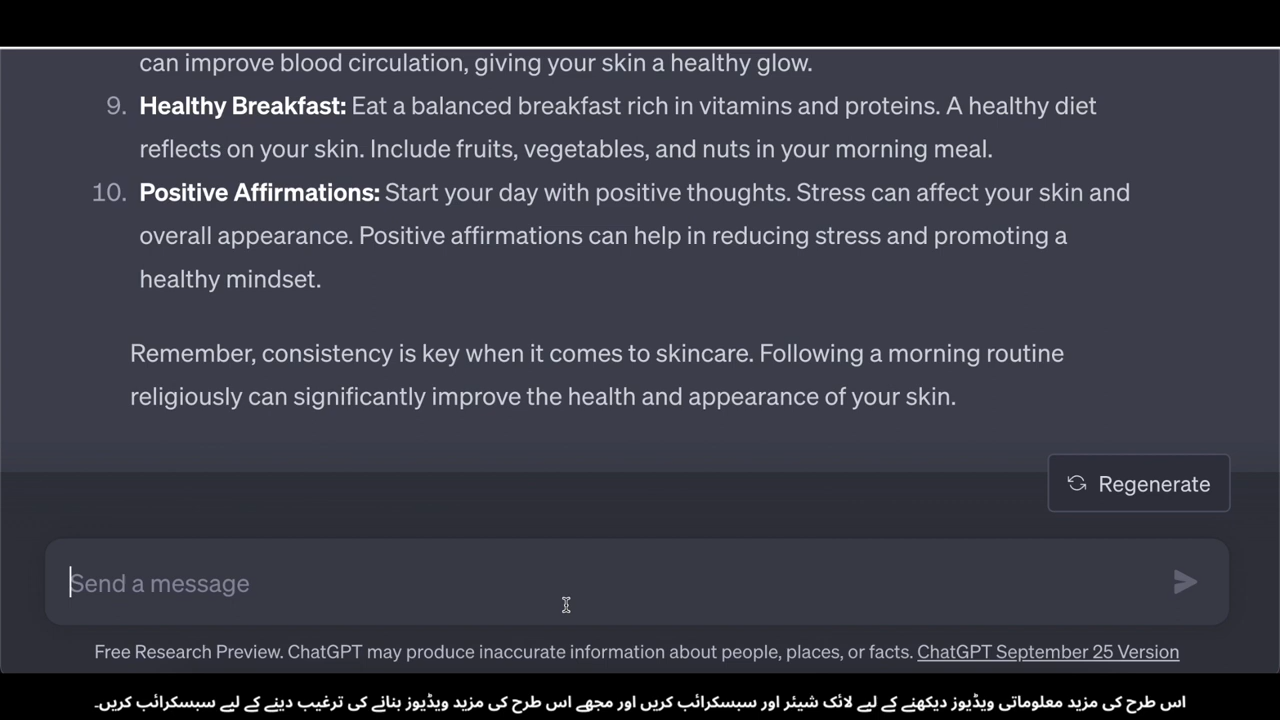 can improve blood circulation, giving your skin a healthy glow.
9. Healthy Breakfast: Eat a balanced breakfast rich in vitamins and proteins. A healthy diet
reflects on your skin. Include fruits, vegetables, and nuts in your morning meal.
10. Positive Affirmations: Start your day with positive thoughts. Stress can affect your skin and
overall appearance. Positive affirmations can help in reducing stress and promoting a
healthy mindset.
Remember, consistency is key when it comes to skincare. Following a morning routine
religiously can significantly improve the health and appearance of your skin.
Regenerate
Send a message
Free Research Preview. ChatGPT may produce inaccurate information about people, places, or facts. ChatGPT September 25 Version
اس طرح کی مزید معلوماتی ویڈیوز دیکھنے کے لیے لائک شیئر اور سبسکرائب کریں اور مجھے اس طرح کی مزید ویڈیوز بنانے کی ترغیب دینے کے لیے سبسکرائب کریں۔